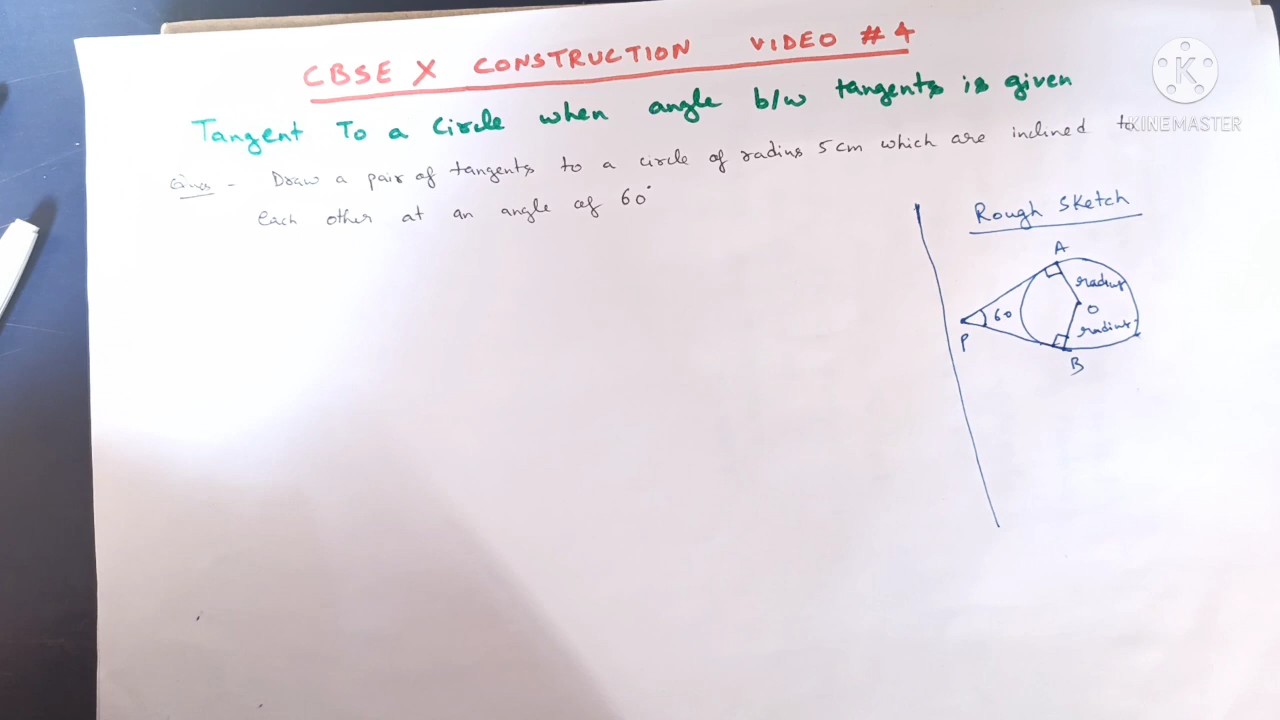 CBSE X CONSTRUCTION VIDEO #4
K
KINEMASTER
Tangent To a Circle when angle b/w tangents is given
Ques - Draw a pair of tangents to a circle of radius 5 cm which are inclined to
each other at an angle of 60°
Rough Sketch
A
radius
60
O
radius
P
B